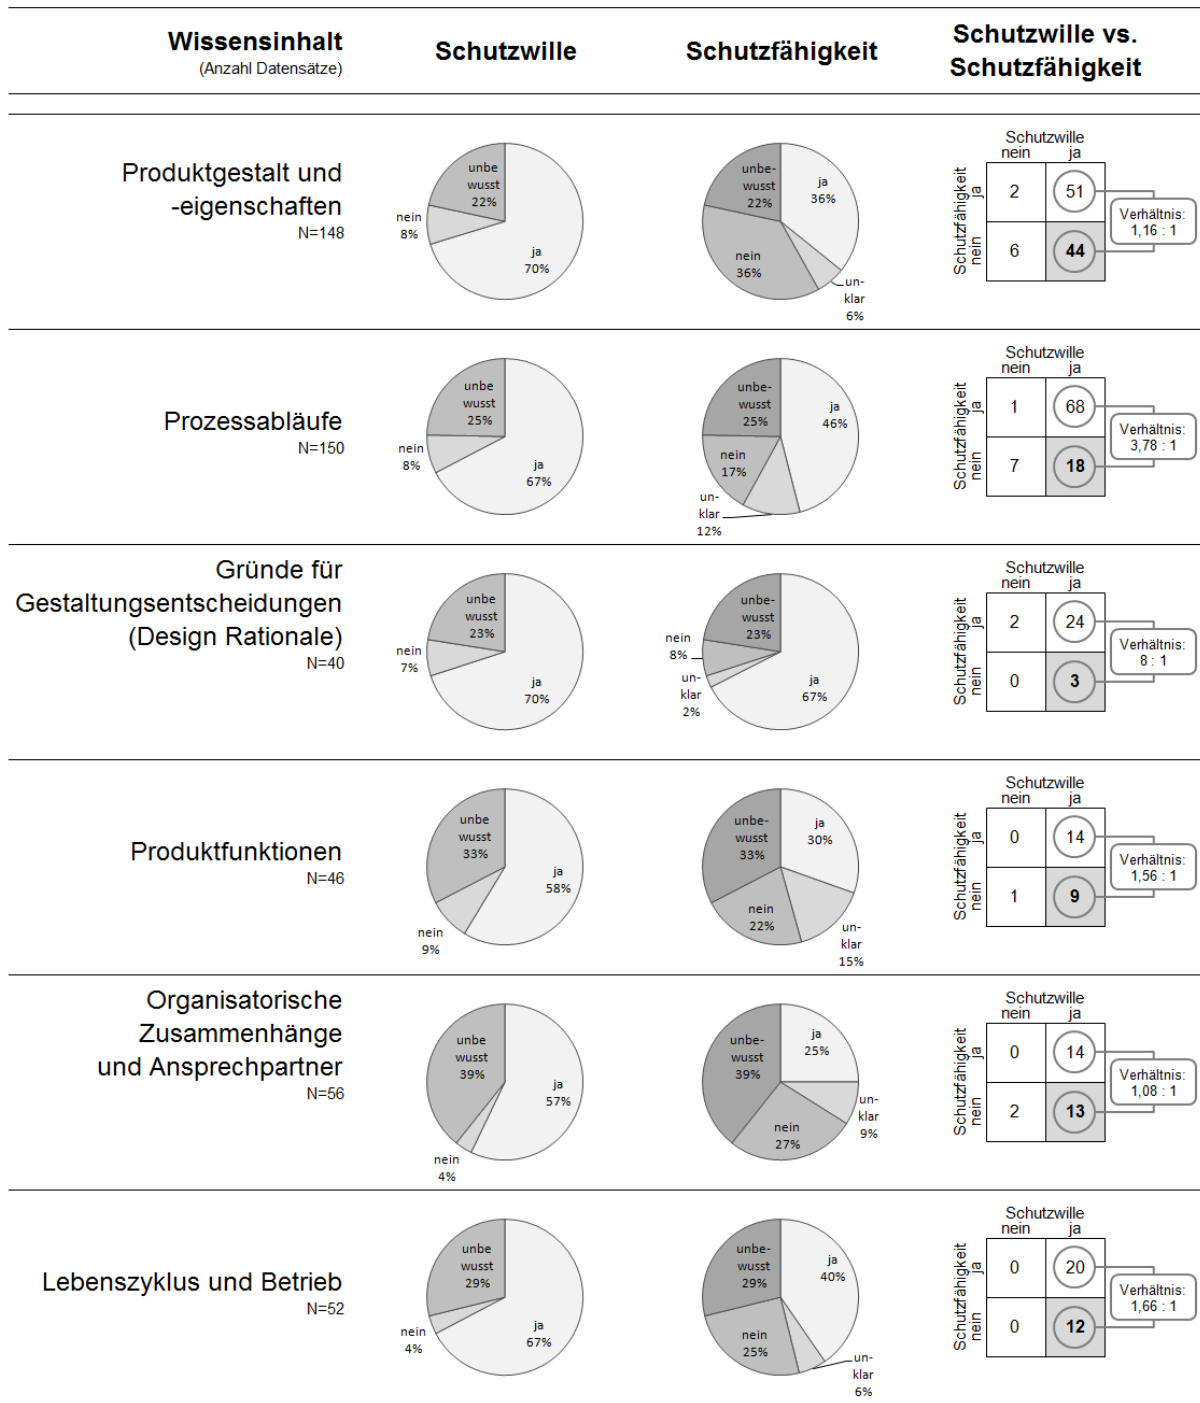 Wissensinhalt
(Anzahl Datensätze)
Schutzwille
Schutzfähigkeit
Schutzwille vs.
Schutzfähigkeit
Produktgestalt und
-eigenschaften
N=148
unbe
wusst
22%
nein
8%
ja
70%
unbe-
wusst
22%
ja
36%
nein
36%
un-
klar
6%
Schutzwille
nein ja
Schutzfähigkeit
nein ja
2 51
6 44
Verhältnis:
1,16 : 1
Prozessabläufe
N=150
unbe
wusst
25%
nein
8%
ja
67%
unbe-
wusst
25%
ja
46%
nein
17%
un-
klar
12%
Schutzwille
nein ja
Schutzfähigkeit
nein ja
1 68
7 18
Verhältnis:
3,78 : 1
Gründe für
Gestaltungsentscheidungen
(Design Rationale)
N=40
unbe
wusst
23%
nein
7%
ja
70%
unbe-
wusst
23%
nein
8%
un-
klar
2%
ja
67%
Schutzwille
nein ja
Schutzfähigkeit
nein ja
2 24
0 3
Verhältnis:
8 : 1
Produktfunktionen
N=46
unbe
wusst
33%
ja
58%
nein
9%
unbe-
wusst
33%
ja
30%
nein
22%
un-
klar
15%
Schutzwille
nein ja
Schutzfähigkeit
nein ja
0 14
1 9
Verhältnis:
1,56 : 1
Organisatorische
Zusammenhänge
und Ansprechpartner
N=56
unbe
wusst
39%
ja
57%
nein
4%
unbe-
wusst
39%
ja
25%
un-
klar
9%
nein
27%
Schutzwille
nein ja
Schutzfähigkeit
nein ja
0 14
2 13
Verhältnis:
1,08 : 1
Lebenszyklus und Betrieb
N=52
unbe
wusst
29%
nein
4%
ja
67%
unbe-
wusst
29%
ja
40%
nein
25%
un-
klar
6%
Schutzwille
nein ja
Schutzfähigkeit
nein ja
0 20
0 12
Verhältnis:
1,66 : 1